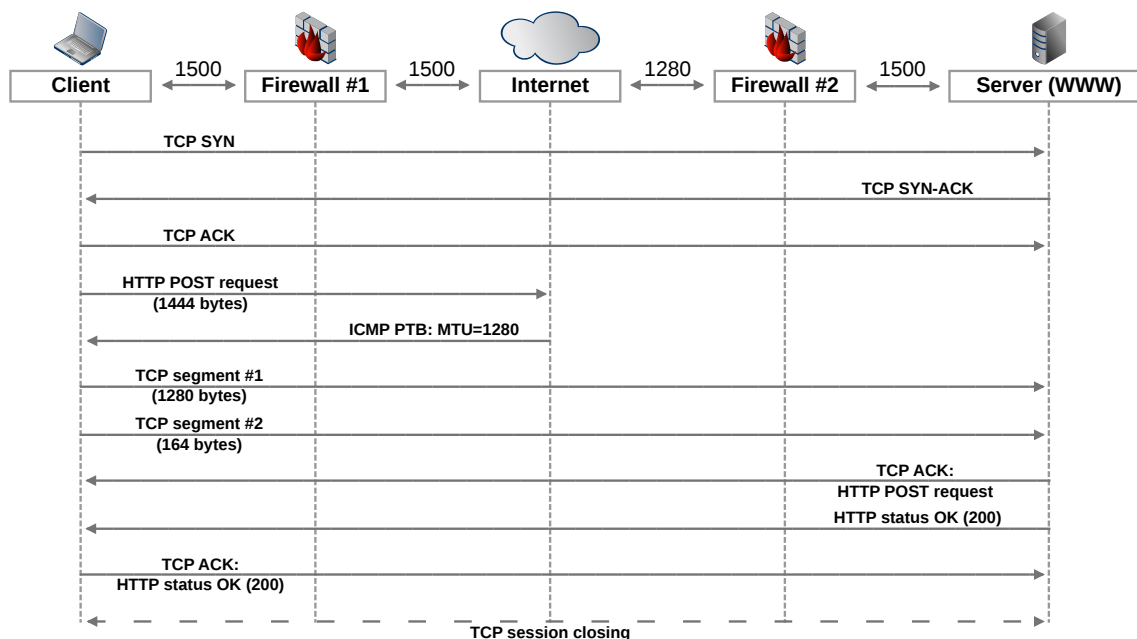 1500 1500 1280 1500
Client Firewall #1 Internet Firewall #2 Server (WWW)
TCP SYN
TCP SYN-ACK
TCP ACK
HTTP POST request
(1444 bytes)
ICMP PTB: MTU=1280
TCP segment #1
(1280 bytes)
TCP segment #2
(164 bytes)
TCP ACK:
HTTP POST request
HTTP status OK (200)
TCP ACK:
HTTP status OK (200)
TCP session closing